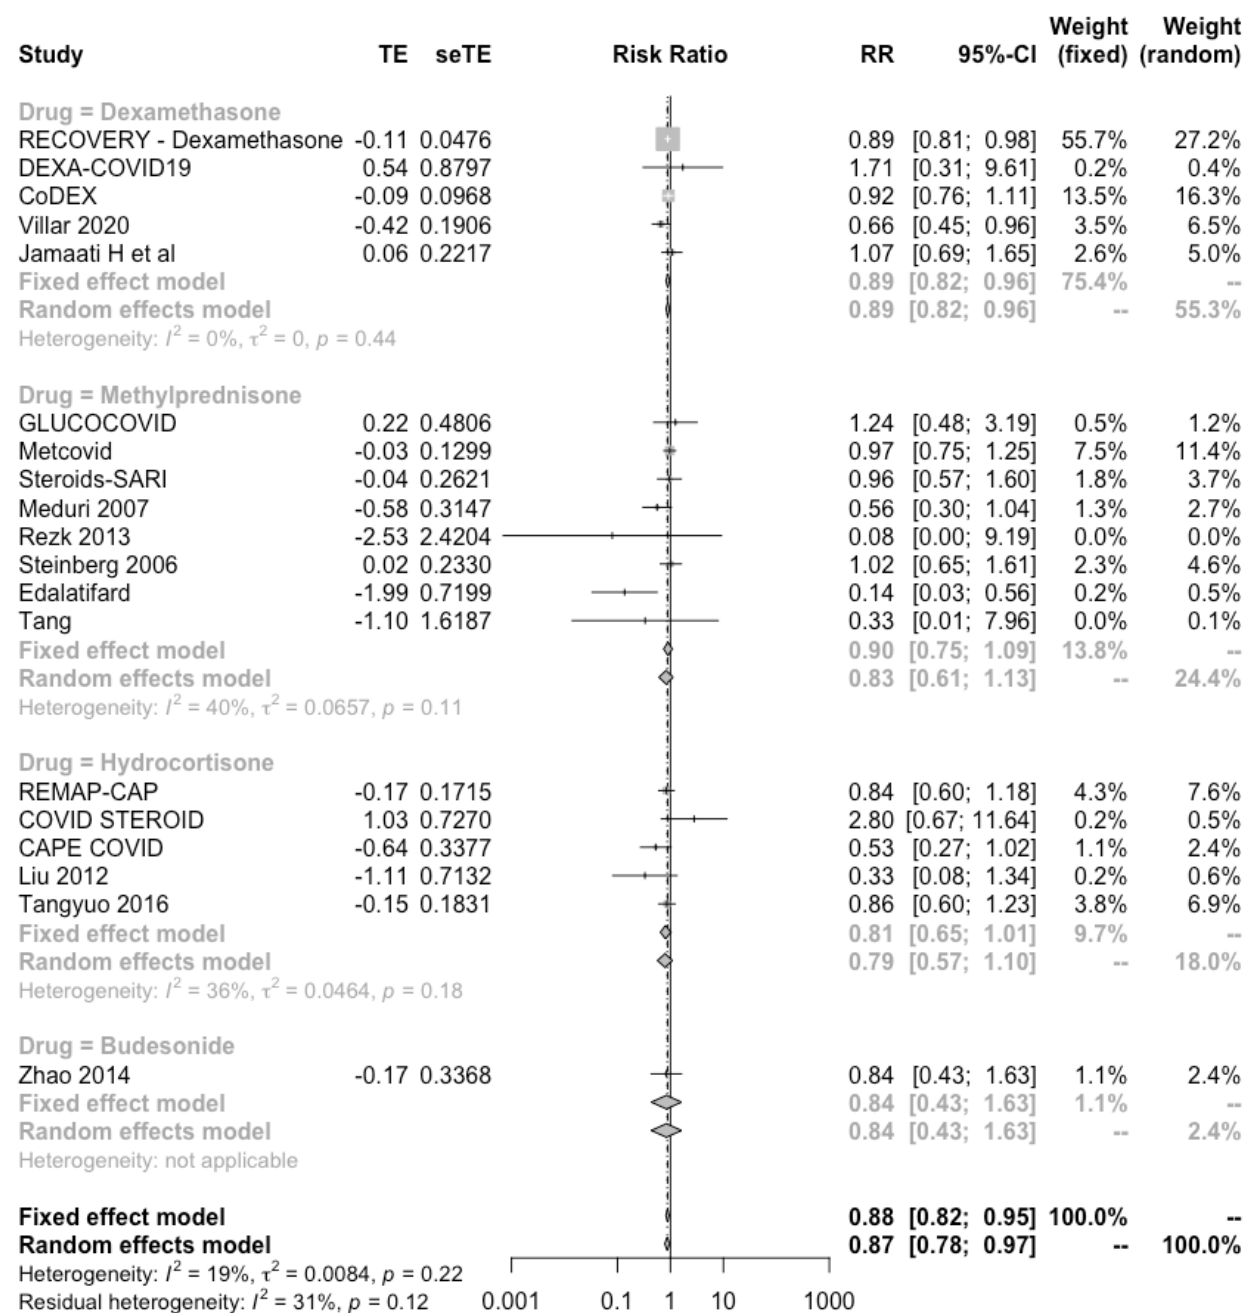 Weight Weight
Study TE seTE Risk Ratio RR 95%-CI (fixed) (random)
Drug = Dexamethasone
RECOVERY - Dexamethasone -0.11 0.0476 0.89 [0.81; 0.98] 55.7% 27.2%
DEXA-COVID19 0.54 0.8797 1.71 [0.31; 9.61] 0.2% 0.4%
CoDEX -0.09 0.0968 0.92 [0.76; 1.11] 13.5% 16.3%
Villar 2020 -0.42 0.1906 0.66 [0.45; 0.96] 3.5% 6.5%
Jamaati H et al 0.06 0.2217 1.07 [0.69; 1.65] 2.6% 5.0%
Fixed effect model 0.89 [0.82; 0.96] 75.4% --
Random effects model 0.89 [0.82; 0.96] -- 55.3%
Heterogeneity: I² = 0%, τ² = 0, p = 0.44
Drug = Methylprednisone
GLUCOCOVID 0.22 0.4806 1.24 [0.48; 3.19] 0.5% 1.2%
Metcovid -0.03 0.1299 0.97 [0.75; 1.25] 7.5% 11.4%
Steroids-SARI -0.04 0.2621 0.96 [0.57; 1.60] 1.8% 3.7%
Meduri 2007 -0.58 0.3147 0.56 [0.30; 1.04] 1.3% 2.7%
Rezk 2013 -2.53 2.4204 0.08 [0.00; 9.19] 0.0% 0.0%
Steinberg 2006 0.02 0.2330 1.02 [0.65; 1.61] 2.3% 4.6%
Edalatifard -1.99 0.7199 0.14 [0.03; 0.56] 0.2% 0.5%
Tang -1.10 1.6187 0.33 [0.01; 7.96] 0.0% 0.1%
Fixed effect model 0.90 [0.75; 1.09] 13.8% --
Random effects model 0.83 [0.61; 1.13] -- 24.4%
Heterogeneity: I² = 40%, τ² = 0.0657, p = 0.11
Drug = Hydrocortisone
REMAP-CAP -0.17 0.1715 0.84 [0.60; 1.18] 4.3% 7.6%
COVID STEROID 1.03 0.7270 2.80 [0.67; 11.64] 0.2% 0.5%
CAPE COVID -0.64 0.3377 0.53 [0.27; 1.02] 1.1% 2.4%
Liu 2012 -1.11 0.7132 0.33 [0.08; 1.34] 0.2% 0.6%
Tangyuo 2016 -0.15 0.1831 0.86 [0.60; 1.23] 3.8% 6.9%
Fixed effect model 0.81 [0.65; 1.01] 9.7% --
Random effects model 0.79 [0.57; 1.10] -- 18.0%
Heterogeneity: I² = 36%, τ² = 0.0464, p = 0.18
Drug = Budesonide
Zhao 2014 -0.17 0.3368 0.84 [0.43; 1.63] 1.1% 2.4%
Fixed effect model 0.84 [0.43; 1.63] 1.1% --
Random effects model 0.84 [0.43; 1.63] -- 2.4%
Heterogeneity: not applicable
Fixed effect model 0.88 [0.82; 0.95] 100.0% --
Random effects model 0.87 [0.78; 0.97] -- 100.0%
Heterogeneity: I² = 19%, τ² = 0.0084, p = 0.22
Residual heterogeneity: I² = 31%, p = 0.12 0.001 0.1 1 10 1000